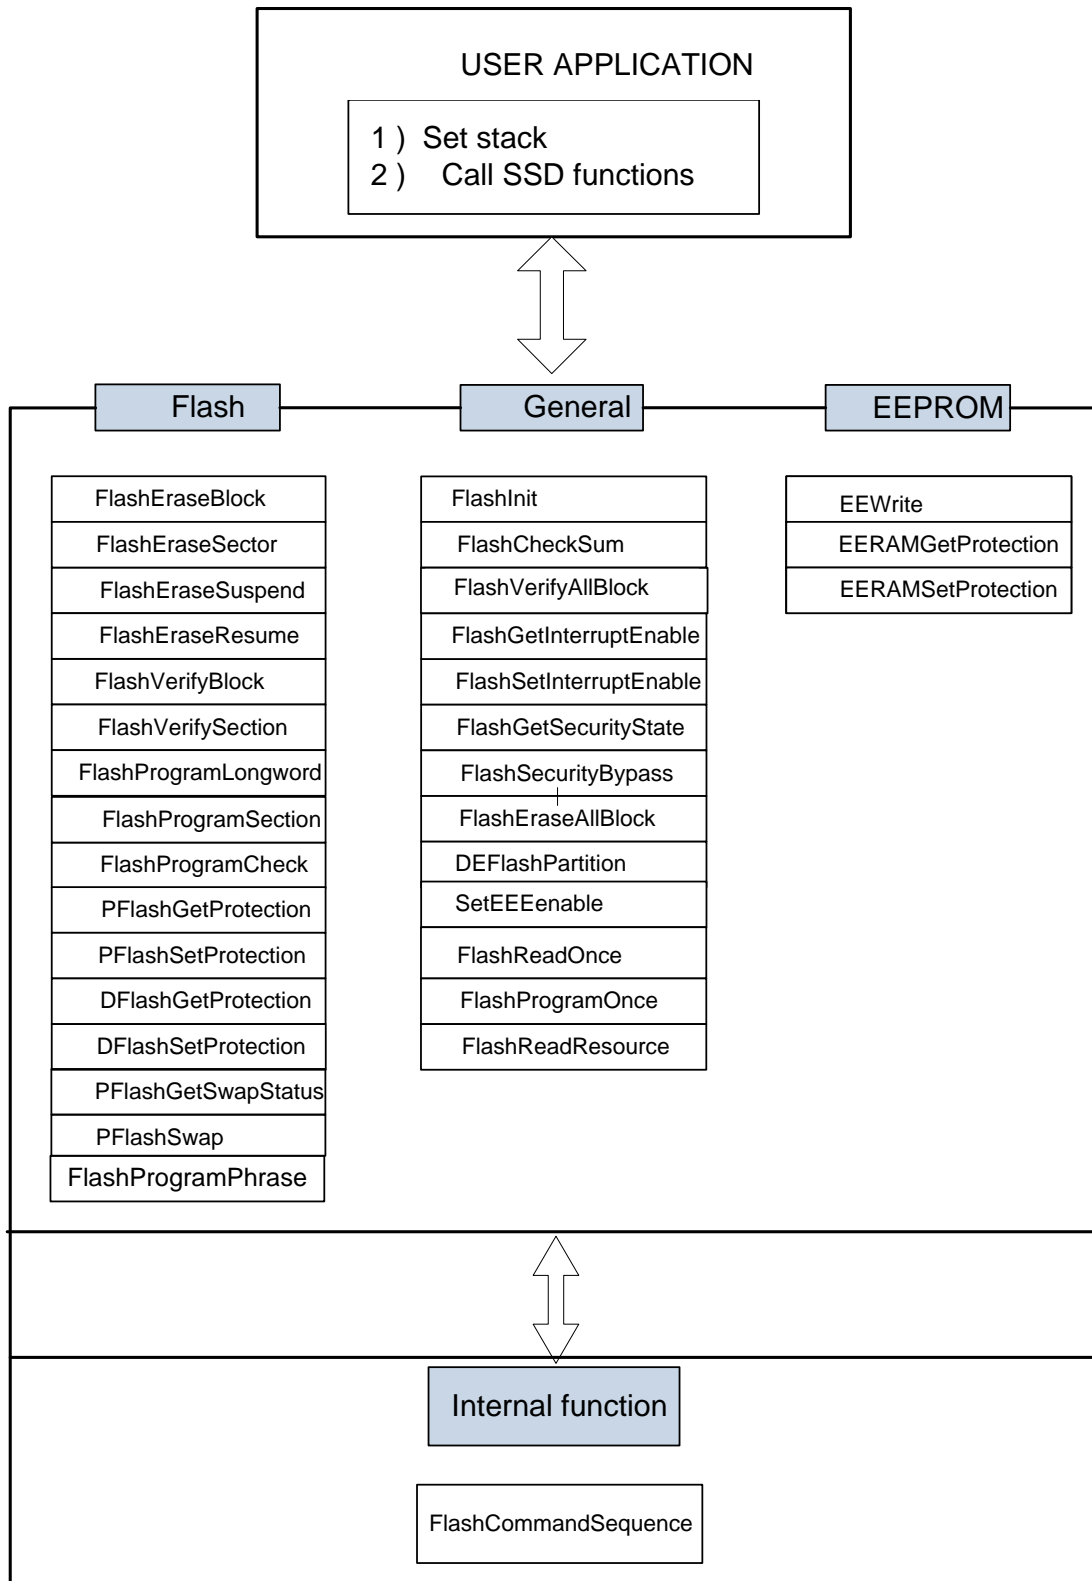 USER APPLICATION
1 ) Set stack
2 ) Call SSD functions
Flash
General
EEPROM
FlashEraseBlock
FlashEraseSector
FlashEraseSuspend
FlashEraseResume
FlashVerifyBlock
FlashVerifySection
FlashProgramLongword
FlashProgramSection
FlashProgramCheck
PFlashGetProtection
PFlashSetProtection
DFlashGetProtection
DFlashSetProtection
PFlashGetSwapStatus
PFlashSwap
FlashProgramPhrase
FlashInit
FlashCheckSum
FlashVerifyAllBlock
FlashGetInterruptEnable
FlashSetInterruptEnable
FlashGetSecurityState
FlashSecurityBypass
FlashEraseAllBlock
DEFlashPartition
SetEEEenable
FlashReadOnce
FlashProgramOnce
FlashReadResource
EEWrite
EERAMGetProtection
EERAMSetProtection
Internal function
FlashCommandSequence